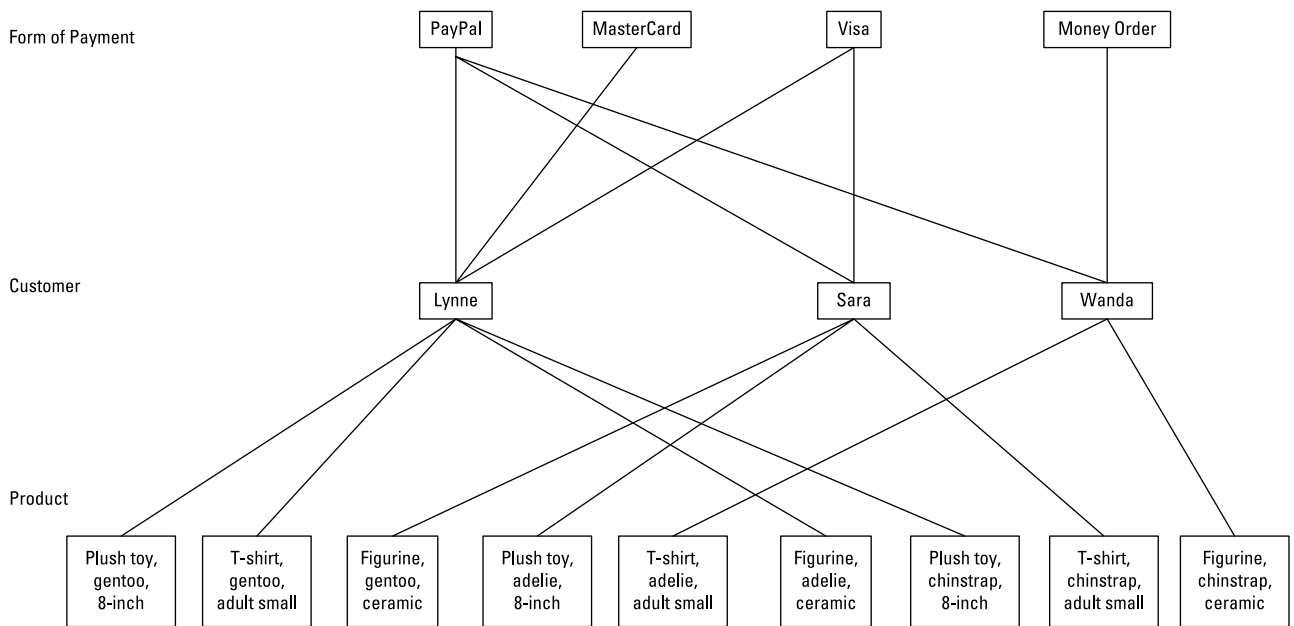 Form of Payment
PayPal
MasterCard
Visa
Money Order
Customer
Lynne
Sara
Wanda
Product
Plush toy,
gentoo,
8-inch
T-shirt,
gentoo,
adult small
Figurine,
gentoo,
ceramic
Plush toy,
adelie,
8-inch
T-shirt,
adelie,
adult small
Figurine,
adelie,
ceramic
Plush toy,
chinstrap,
8-inch
T-shirt,
chinstrap,
adult small
Figurine,
chinstrap,
ceramic